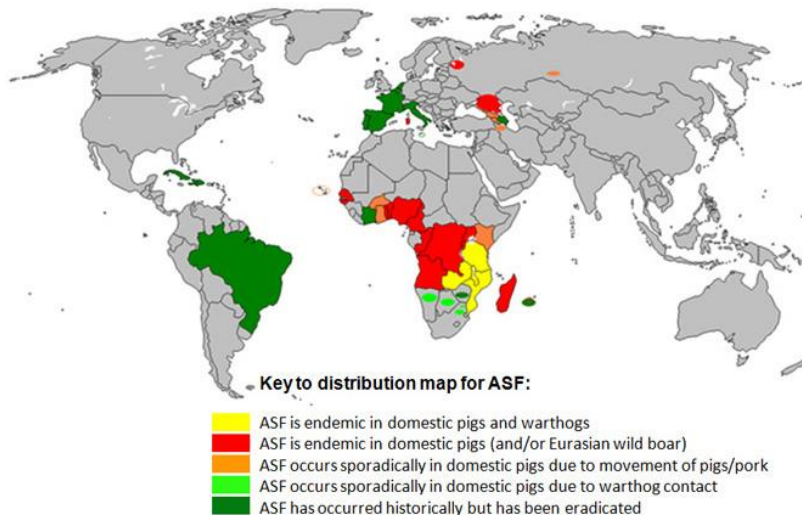 Key to distribution map for ASF:
ASF is endemic in domestic pigs and warthogs
ASF is endemic in domestic pigs (and/or Eurasian wild boar)
ASF occurs sporadically in domestic pigs due to movement of pigs/pork
ASF occurs sporadically in domestic pigs due to warthog contact
ASF has occurred historically but has been eradicated